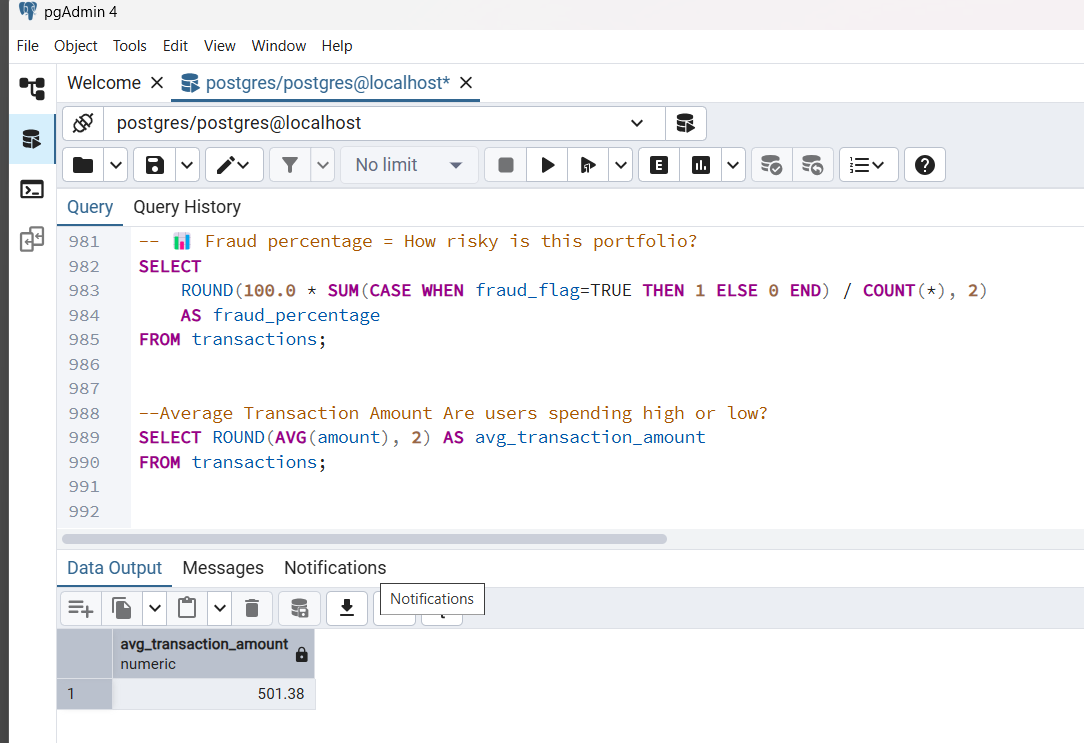 pgAdmin 4
File Object Tools Edit View Window Help
Welcome postgres/postgres@localhost*
postgres/postgres@localhost
No limit
E
Query Query History
981 -- 📊 Fraud percentage = How risky is this portfolio?
982 SELECT
983 ROUND(100.0 * SUM(CASE WHEN fraud_flag=TRUE THEN 1 ELSE 0 END) / COUNT(*), 2)
984 AS fraud_percentage
985 FROM transactions;
986
987
988 --Average Transaction Amount Are users spending high or low?
989 SELECT ROUND(AVG(amount), 2) AS avg_transaction_amount
990 FROM transactions;
991
992
Data Output Messages Notifications
Notifications
avg_transaction_amount
numeric
1 501.38